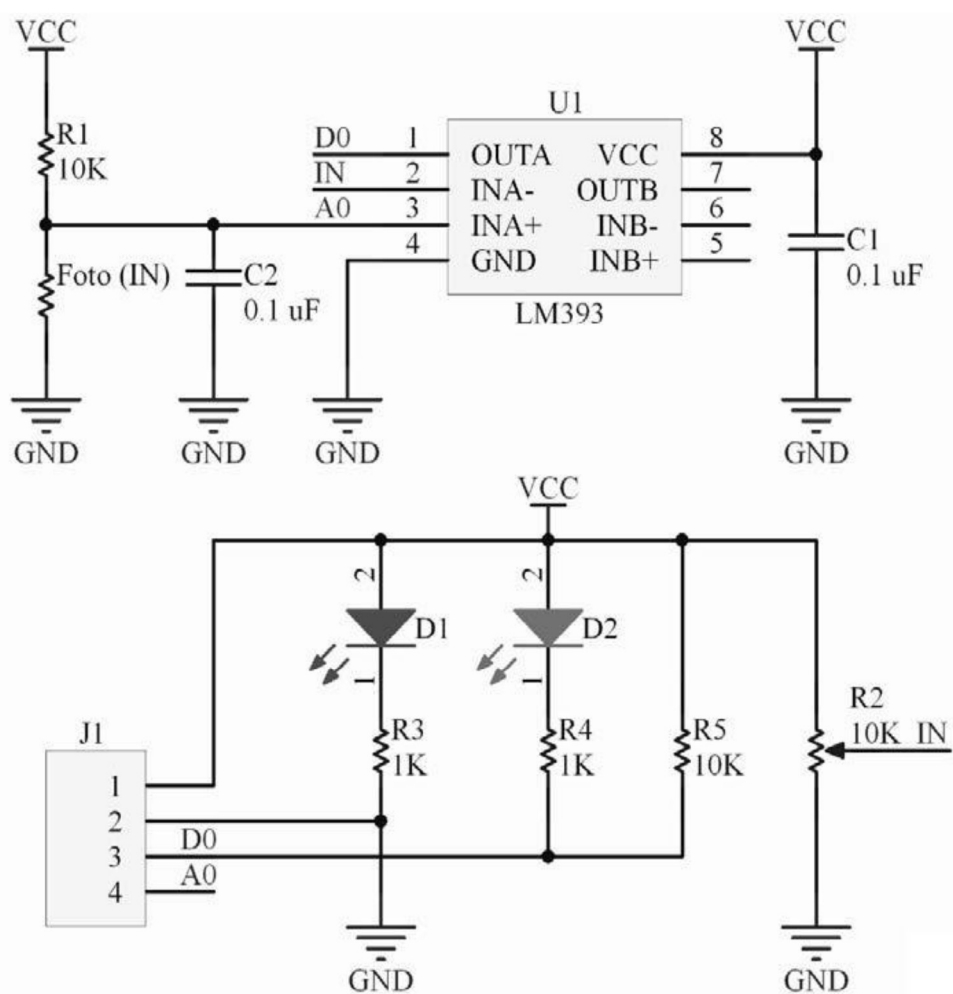 VCC
VCC
U1
R1
10K
D0 1 OUTA VCC 8
IN 2 INA- OUTB 7
A0 3 INA+ INB- 6
4 GND INB+ 5
Foto (IN)
C2
0.1 uF
C1
0.1 uF
LM393
GND
GND
GND
VCC
2
2
D1
D2
1
1
J1
R3
1K
R4
1K
R5
10K
R2
10K IN
1
2
3 D0
4 A0
GND
GND